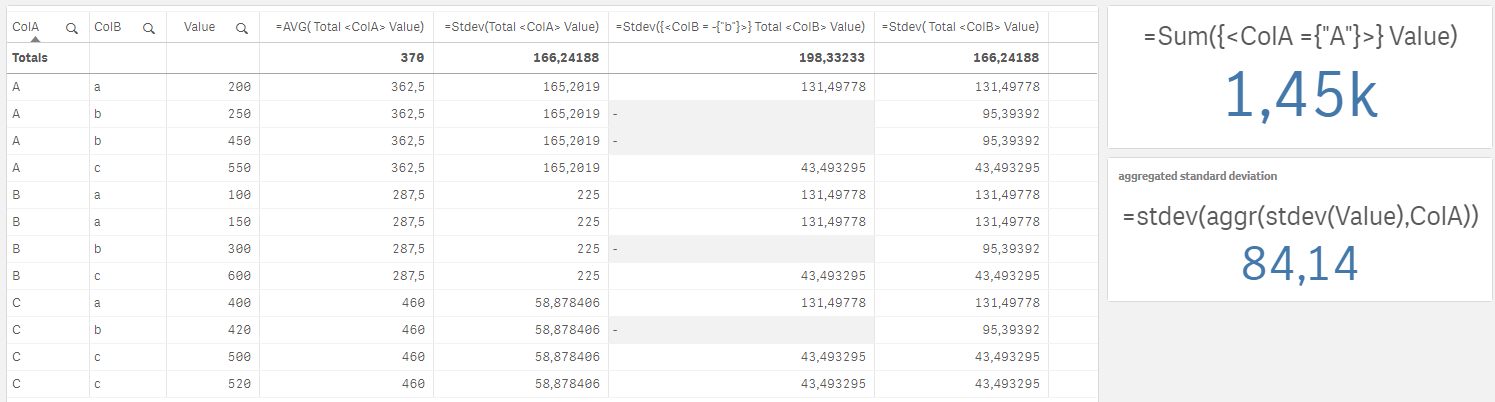 ColA ColB Value =AVG( Total <ColA> Value) =Stdev(Total <ColA> Value) =Stdev({<ColB = -{"b"}>} Total <ColB> Value) =Stdev( Total <ColB> Value)
Totals 370 166,24188 198,33233 166,24188
A a 200 362,5 165,2019 131,49778 131,49778
A b 250 362,5 165,2019 - 95,39392
A b 450 362,5 165,2019 - 95,39392
A c 550 362,5 165,2019 43,493295 43,493295
B a 100 287,5 225 131,49778 131,49778
B a 150 287,5 225 131,49778 131,49778
B b 300 287,5 225 - 95,39392
B c 600 287,5 225 43,493295 43,493295
C a 400 460 58,878406 131,49778 131,49778
C b 420 460 58,878406 - 95,39392
C c 500 460 58,878406 43,493295 43,493295
C c 520 460 58,878406 43,493295 43,493295
=Sum({<ColA ={"A"}>} Value)
1,45k
aggregated standard deviation
=stdev(aggr(stdev(Value),ColA))
84,14